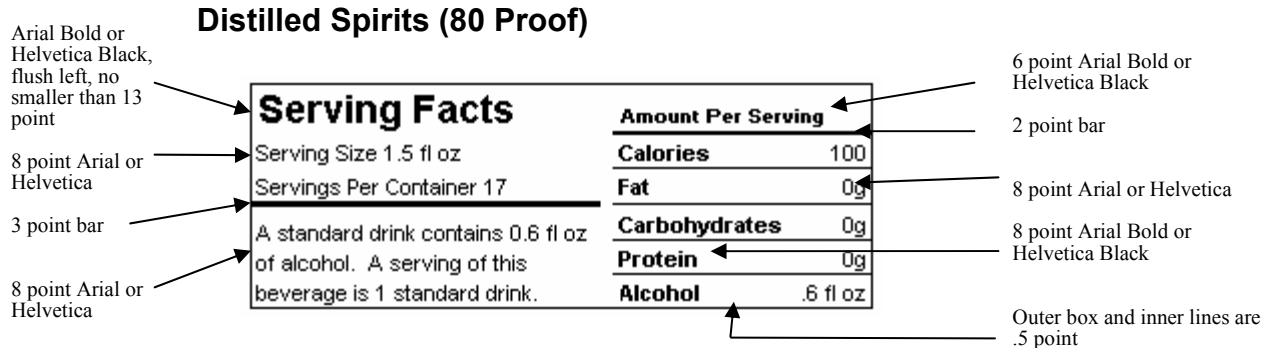 Distilled Spirits (80 Proof)
Arial Bold or
Helvetica Black,
flush left, no
smaller than 13
point
8 point Arial or
Helvetica
3 point bar
8 point Arial or
Helvetica
Serving Facts
Serving Size 1.5 fl oz
Servings Per Container 17
A standard drink contains 0.6 fl oz
of alcohol. A serving of this
beverage is 1 standard drink.
Amount Per Serving
Calories 100
Fat 0g
Carbohydrates 0g
Protein 0g
Alcohol .6 fl oz
6 point Arial Bold or
Helvetica Black
2 point bar
8 point Arial or Helvetica
8 point Arial Bold or
Helvetica Black
Outer box and inner lines are
.5 point